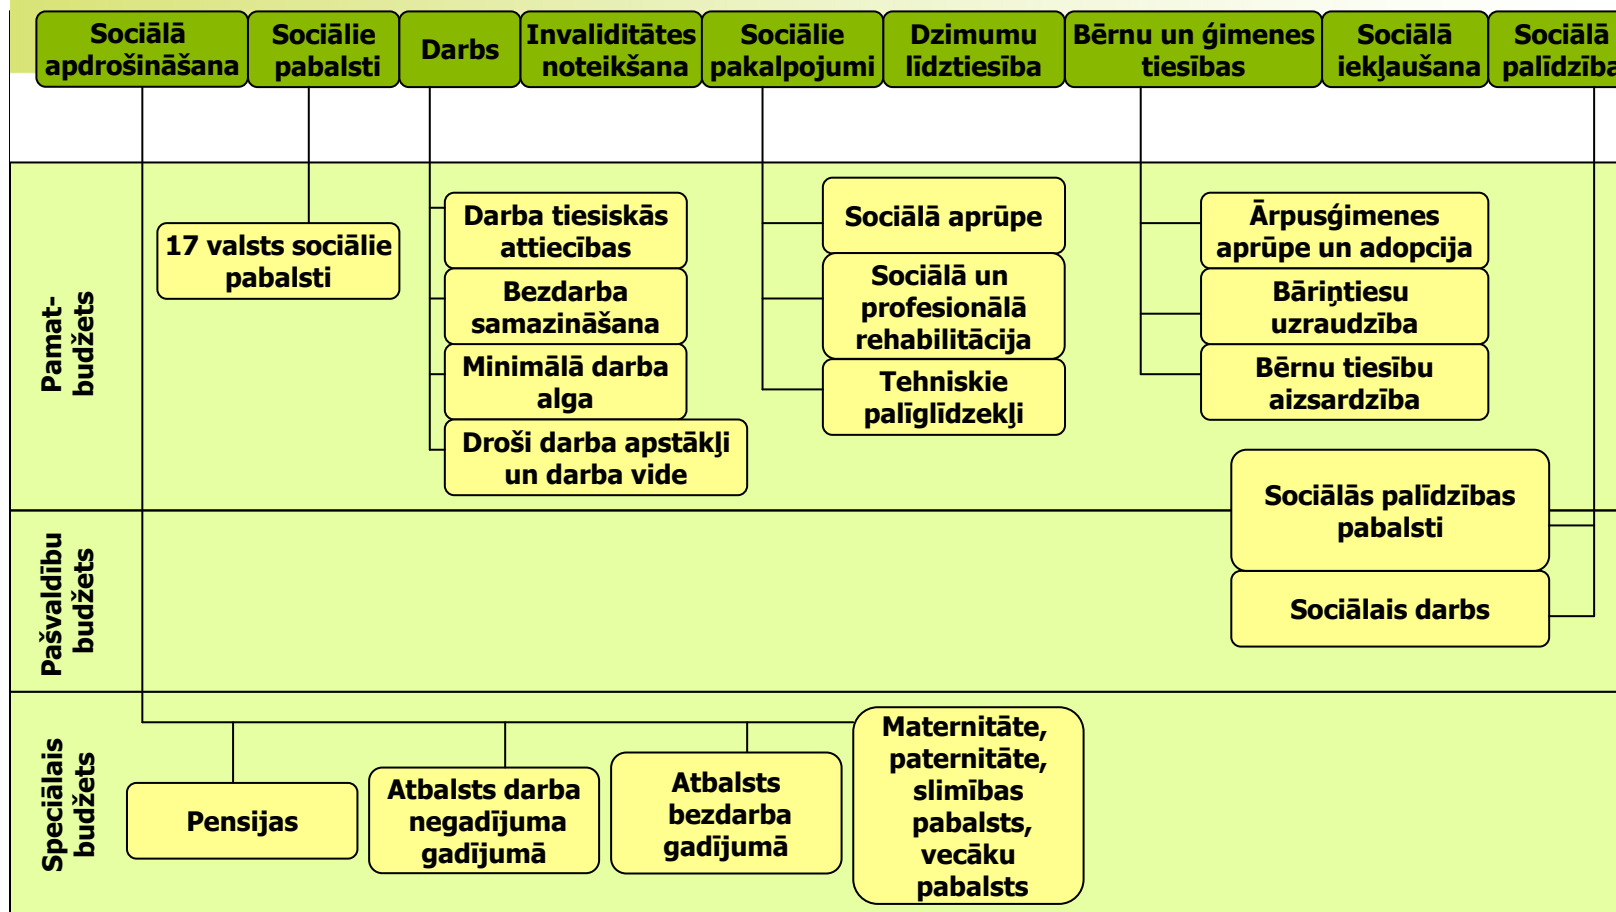 Sociālā
apdrošināšana
Sociālie
pabalsti
Darbs
Invaliditātes
noteikšana
Sociālie
pakalpojumi
Dzimumu
līdztiesība
Bērnu un ģimenes
tiesības
Sociālā
iekļaušana
Sociālā
palīdzība
Pamat-
budžets
17 valsts sociālie
pabalsti
Darba tiesiskās
attiecības
Bezdarba
samazināšana
Minimālā darba
alga
Droši darba apstākļi
un darba vide
Sociālā aprūpe
Sociālā un
profesionālā
rehabilitācija
Tehniskie
palīglīdzekļi
Ārpusģimenes
aprūpe un adopcija
Bāriņtiesu
uzraudzība
Bērnu tiesību
aizsardzība
Sociālās palīdzības
pabalsti
Pašvaldību
budžets
Sociālais darbs
Speciālais
budžets
Pensijas
Atbalsts darba
negadījuma
gadījumā
Atbalsts
bezdarba
gadījumā
Maternitāte,
paternitāte,
slimības
pabalsts,
vecāku
pabalsts